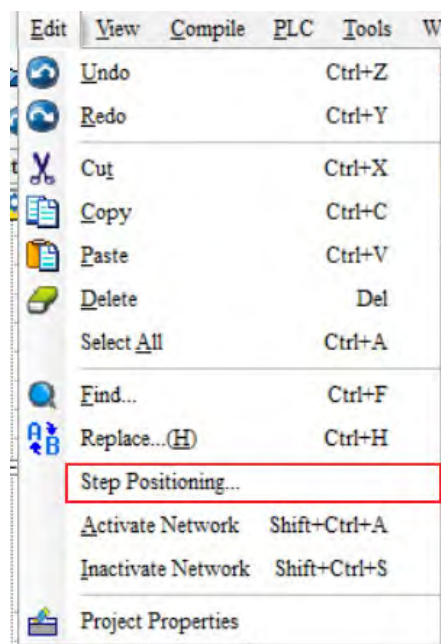 Edit View Compile PLC Tools W
Undo Ctrl+Z
Redo Ctrl+Y
Cut Ctrl+X
Copy Ctrl+C
Paste Ctrl+V
Delete Del
Select All Ctrl+A
Find... Ctrl+F
Replace...(H) Ctrl+H
Step Positioning...
Activate Network Shift+Ctrl+A
Inactivate Network Shift+Ctrl+S
Project Properties